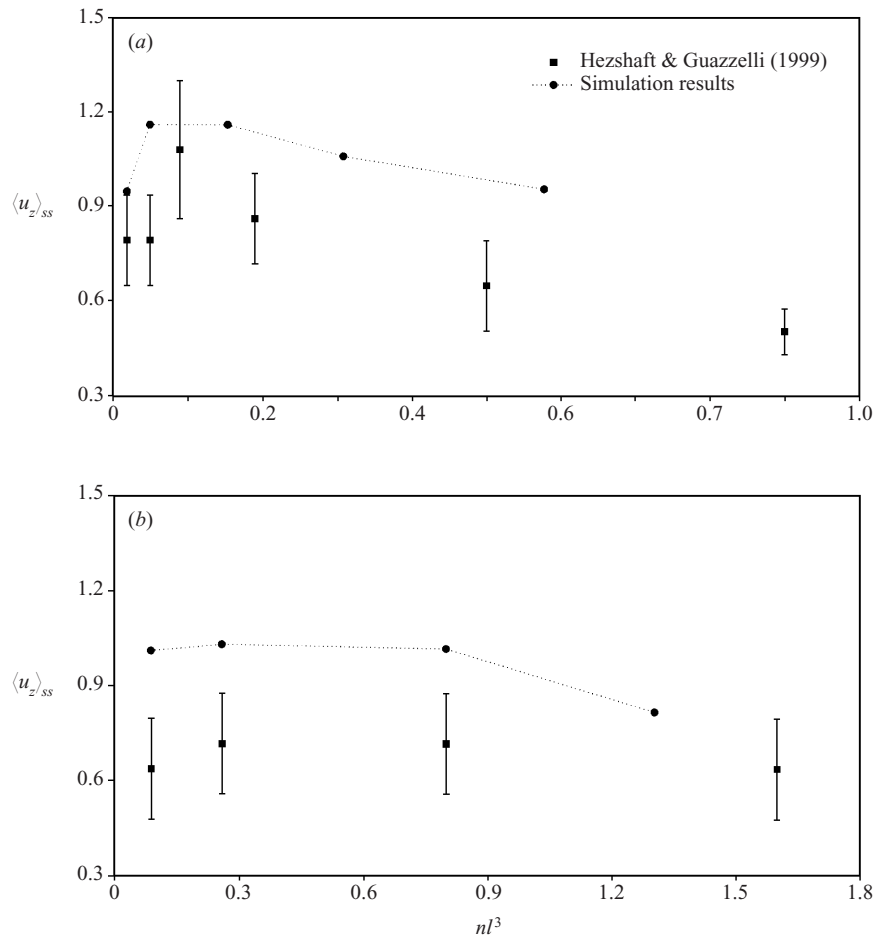 1.5
(a)
Hezshaft & Guazzelli (1999)
Simulation results
1.2
⟨u_z⟩_ss
0.9
0.6
0.3
0 0.2 0.4 0.6 0.7 1.0
1.5
(b)
1.2
⟨u_z⟩_ss
0.9
0.6
0.3
0 0.3 0.6 0.9 1.2 1.5 1.8
nl³